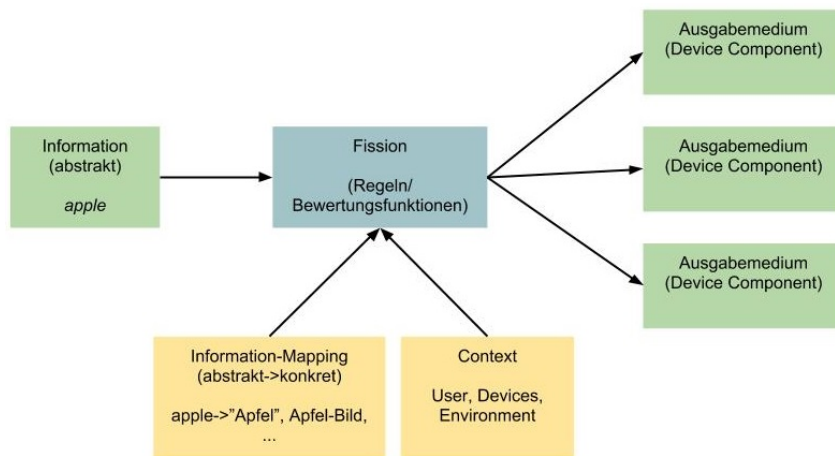 Information
(abstrakt)
apple
Fission
(Regeln/
Bewertungsfunktionen)
Ausgabemedium
(Device Component)
Ausgabemedium
(Device Component)
Ausgabemedium
(Device Component)
Information-Mapping
(abstrakt->konkret)
apple->”Apfel”, Apfel-Bild,
...
Context
User, Devices,
Environment